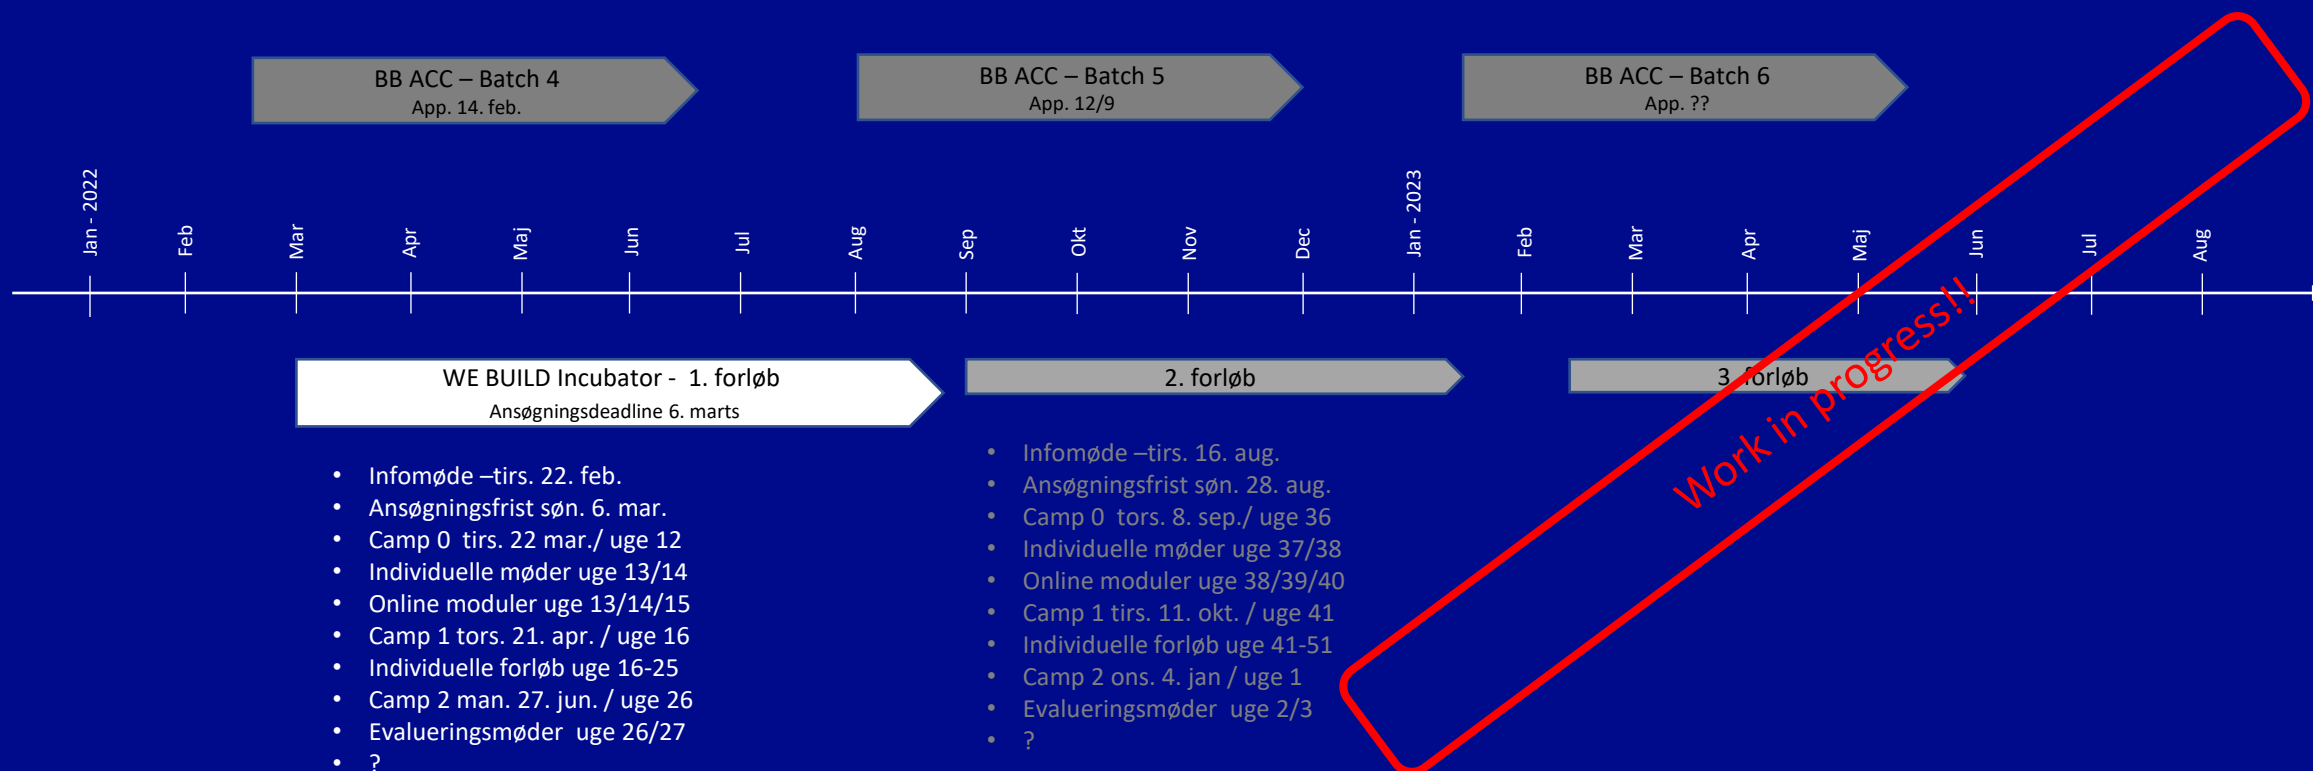 BB ACC – Batch 4
App. 14. feb.
BB ACC – Batch 5
App. 12/9
BB ACC – Batch 6
App. ??
Jan - 2022
Feb
Mar
Apr
Maj
Jun
Jul
Aug
Sep
Okt
Nov
Dec
Jan - 2023
Feb
Mar
Apr
Maj
Jun
Jul
Aug
WE BUILD Incubator - 1. forløb
Ansøgningsdeadline 6. marts
2. forløb
3. forløb
Work in progress!!
• Infomøde –tirs. 22. feb.
• Ansøgningsfrist søn. 6. mar.
• Camp 0 tirs. 22 mar./ uge 12
• Individuelle møder uge 13/14
• Online moduler uge 13/14/15
• Camp 1 tors. 21. apr. / uge 16
• Individuelle forløb uge 16-25
• Camp 2 man. 27. jun. / uge 26
• Evalueringsmøder uge 26/27
• ?
• Infomøde –tirs. 16. aug.
• Ansøgningsfrist søn. 28. aug.
• Camp 0 tors. 8. sep./ uge 36
• Individuelle møder uge 37/38
• Online moduler uge 38/39/40
• Camp 1 tirs. 11. okt. / uge 41
• Individuelle forløb uge 41-51
• Camp 2 ons. 4. jan / uge 1
• Evalueringsmøder uge 2/3
• ?